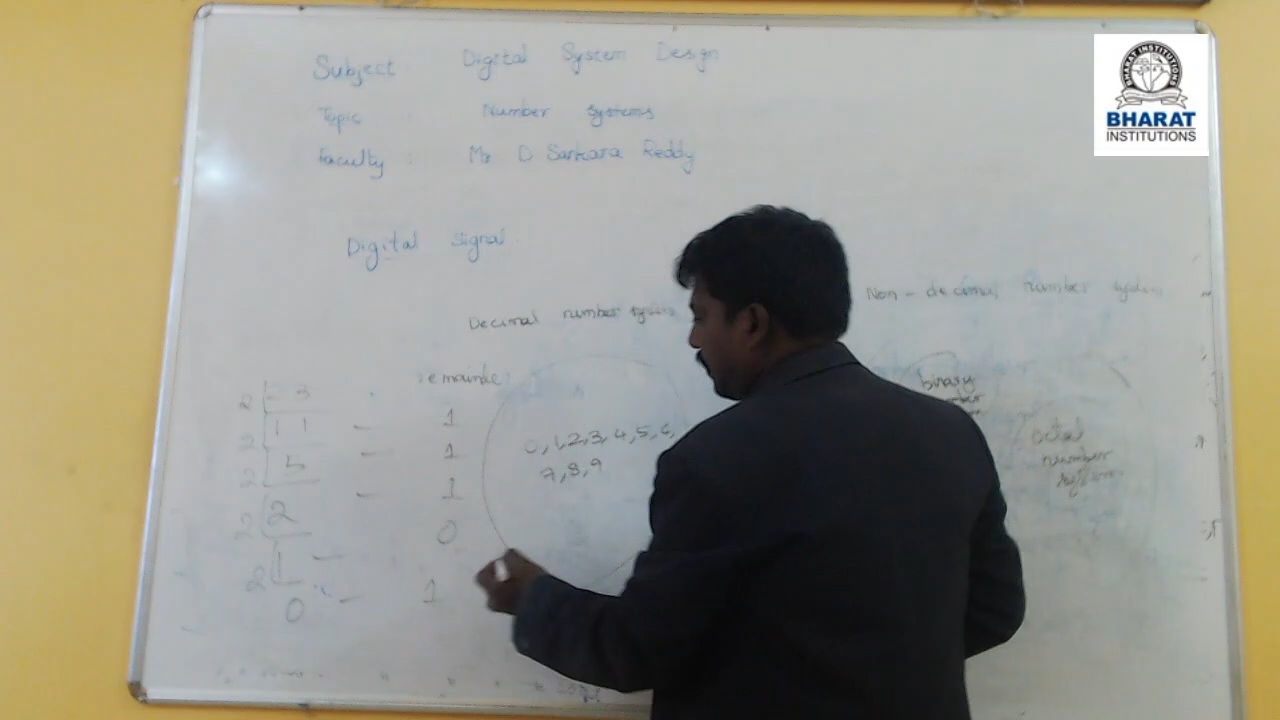 Subject Digital System Design
Topic : Number systems
Faculty : Mr D Sankara Reddy
BHARAT INSTITUTIONS
BHARAT
INSTITUTIONS
Digital signal
Non - decimal number system
Decimal number system
remainder
2 23
2 11 - 1
2 5 - 1
2 2 - 1
2 1 - 0
0 - 1
0,1,2,3,4,5,6,
7,8,9
binary
octal
number
system